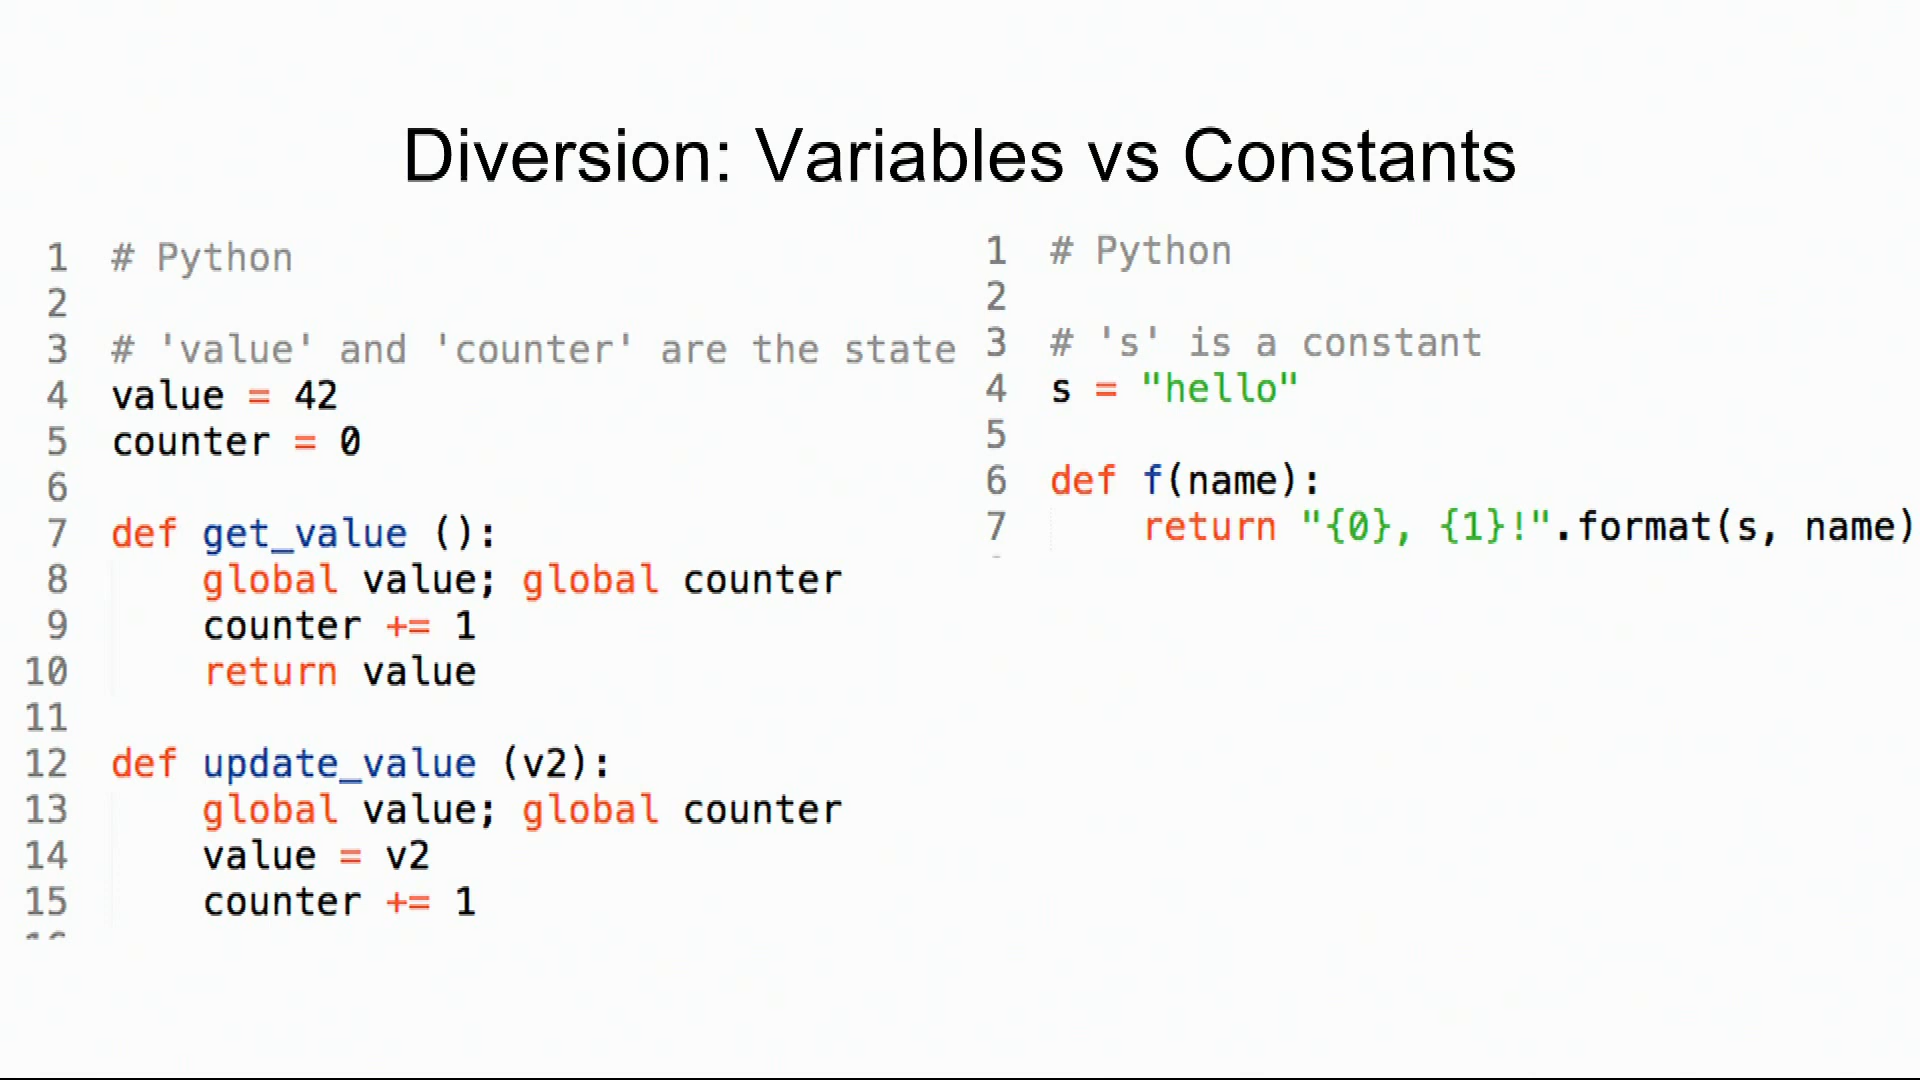 Diversion: Variables vs Constants
1 # Python
2
3 # 'value' and 'counter' are the state
4 value = 42
5 counter = 0
6
7 def get_value ():
8     global value; global counter
9     counter += 1
10     return value
11
12 def update_value (v2):
13     global value; global counter
14     value = v2
15     counter += 1
1 # Python
2
3 # 's' is a constant
4 s = "hello"
5
6 def f(name):
7     return "{0}, {1}!".format(s, name)